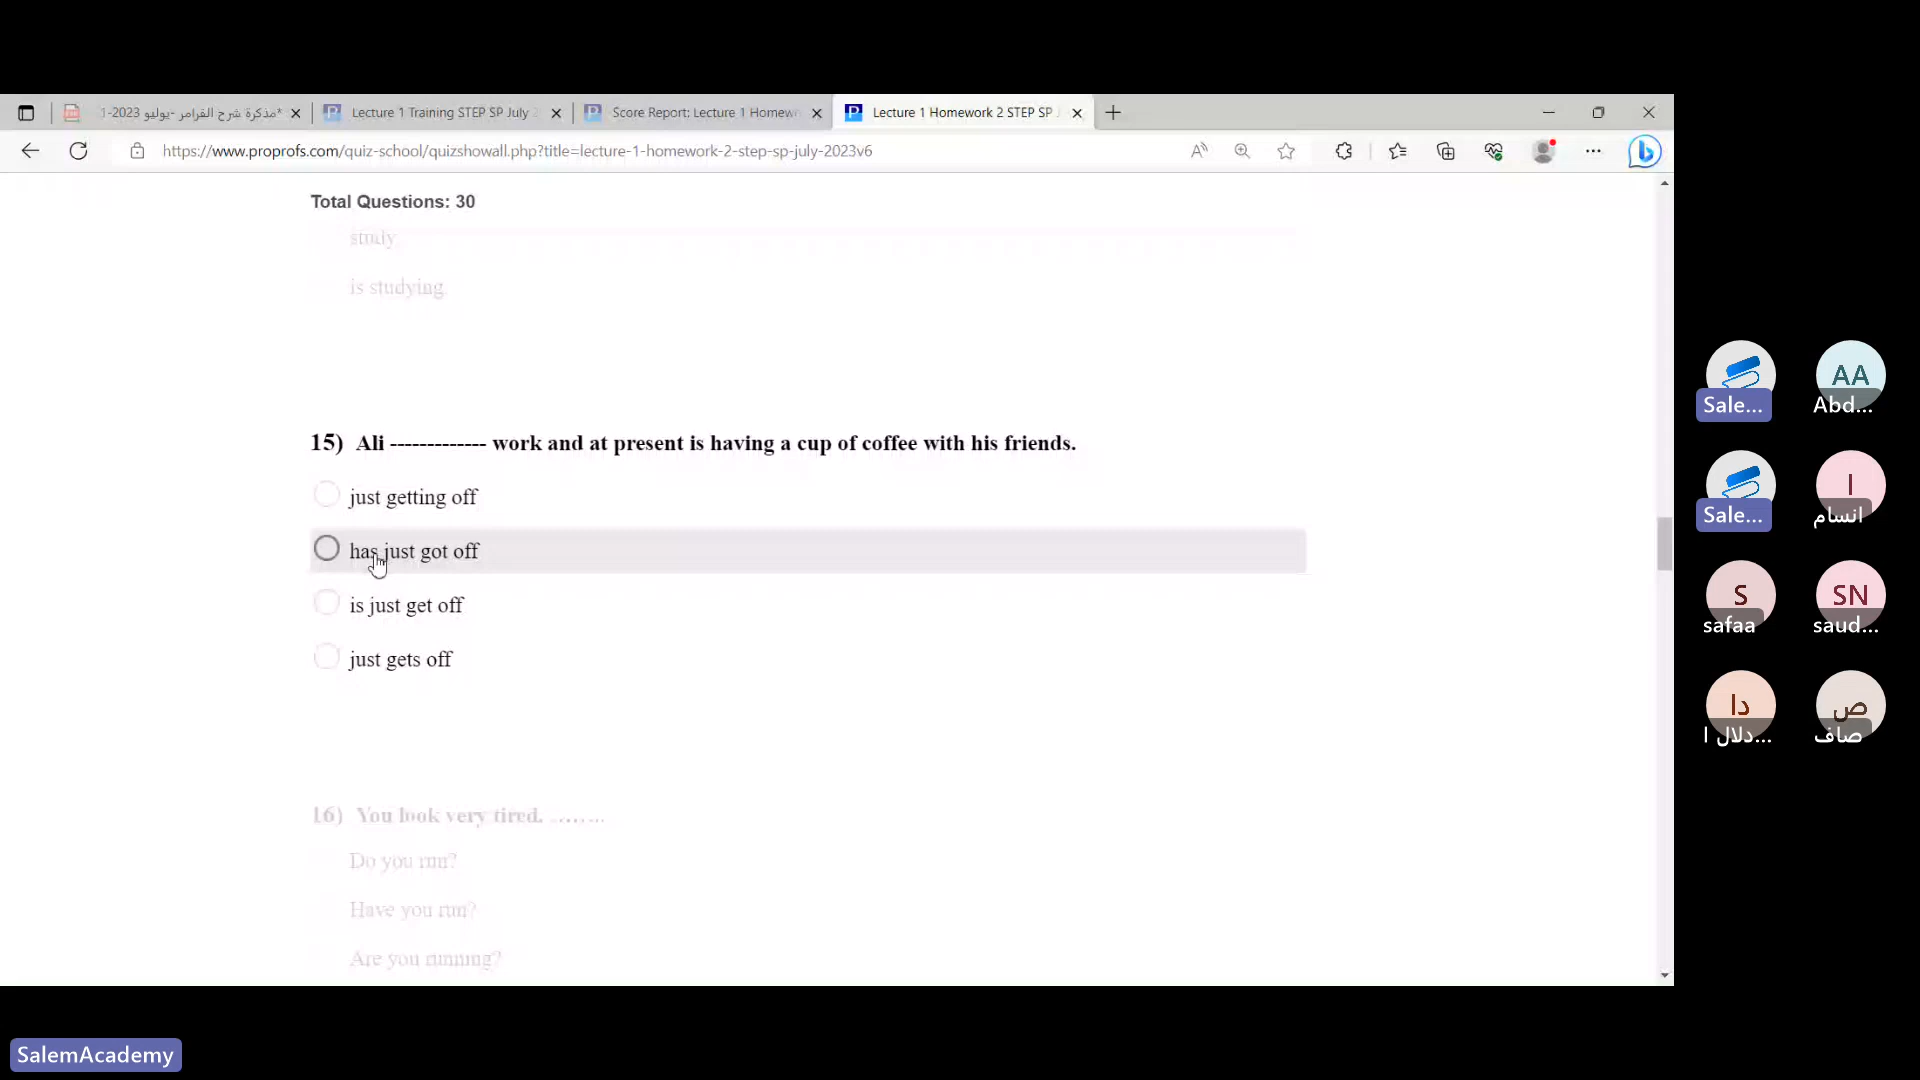 مذكرة شرح القرامر -يوليو 2023-1*
Lecture 1 Training STEP SP July 2
Score Report: Lecture 1 Homew
Lecture 1 Homework 2 STEP SP J
https://www.proprofs.com/quiz-school/quizshowall.php?title=lecture-1-homework-2-step-sp-july-2023v6
Total Questions: 30
study
is studying
15) Ali ------------- work and at present is having a cup of coffee with his friends.
just getting off
has just got off
is just get off
just gets off
16) You look very tired. ........
Do you run?
Have you run?
Are you running?
Sale...
AA
Abd...
Sale...
ا
انسام
S
safaa
SN
saud...
دا
دلال ا...
ص
صاف
SalemAcademy